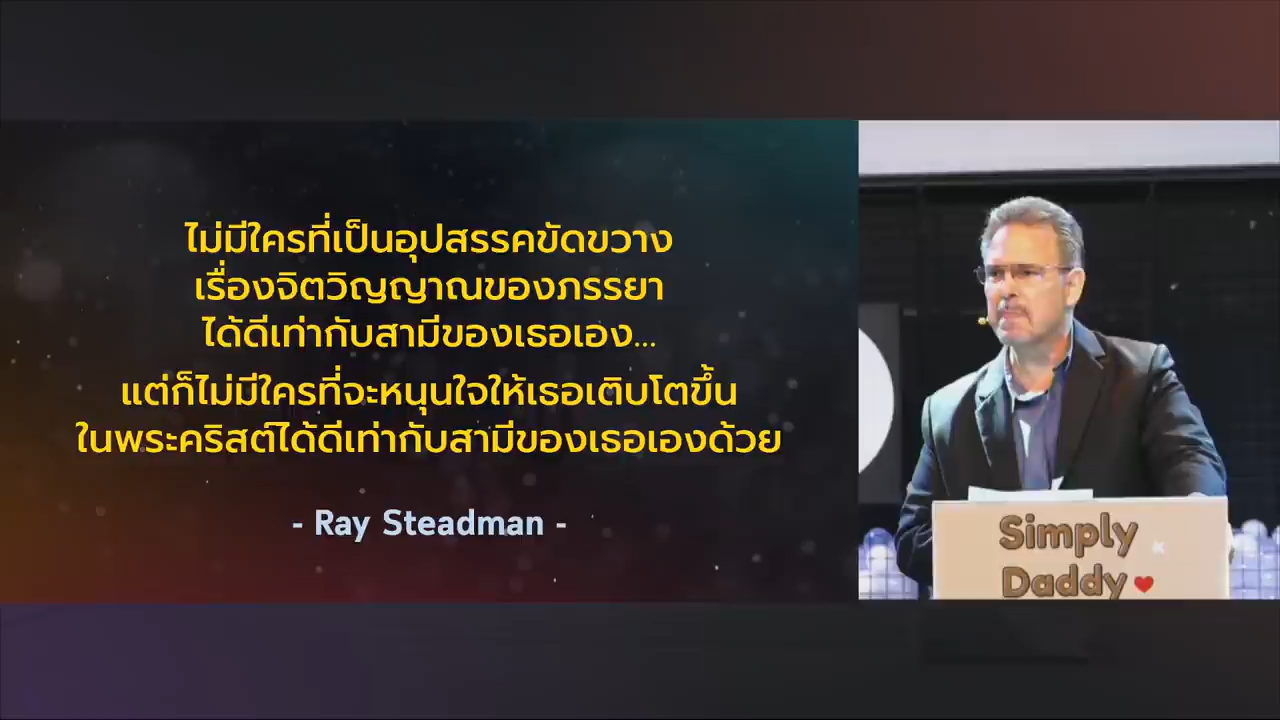 ไม่มีใครที่เป็นอุปสรรคขัดขวาง
เรื่องจิตวิญญาณของภรรยา
ได้ดีเท่ากับสามีของเธอเอง...
แต่ก็ไม่มีใครที่จะหนุนใจให้เธอเติบโตขึ้น
ในพระคริสต์ได้ดีเท่ากับสามีของเธอเองด้วย
- Ray Steadman -
Simply
Daddy